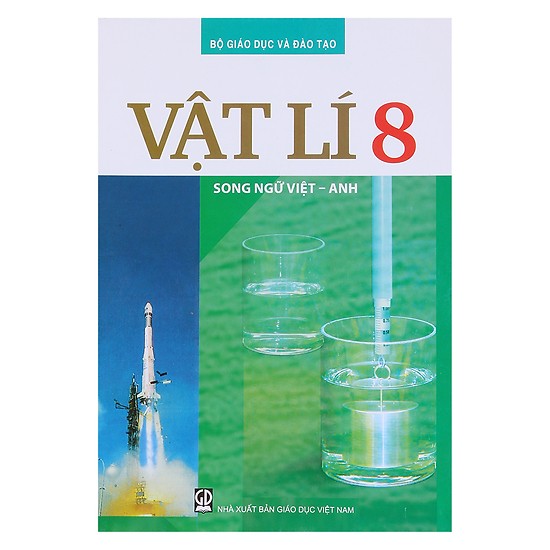 BỘ GIÁO DỤC VÀ ĐÀO TẠO
VẬT LÍ 8
SONG NGỮ VIỆT – ANH
GD
NHÀ XUẤT BẢN GIÁO DỤC VIỆT NAM